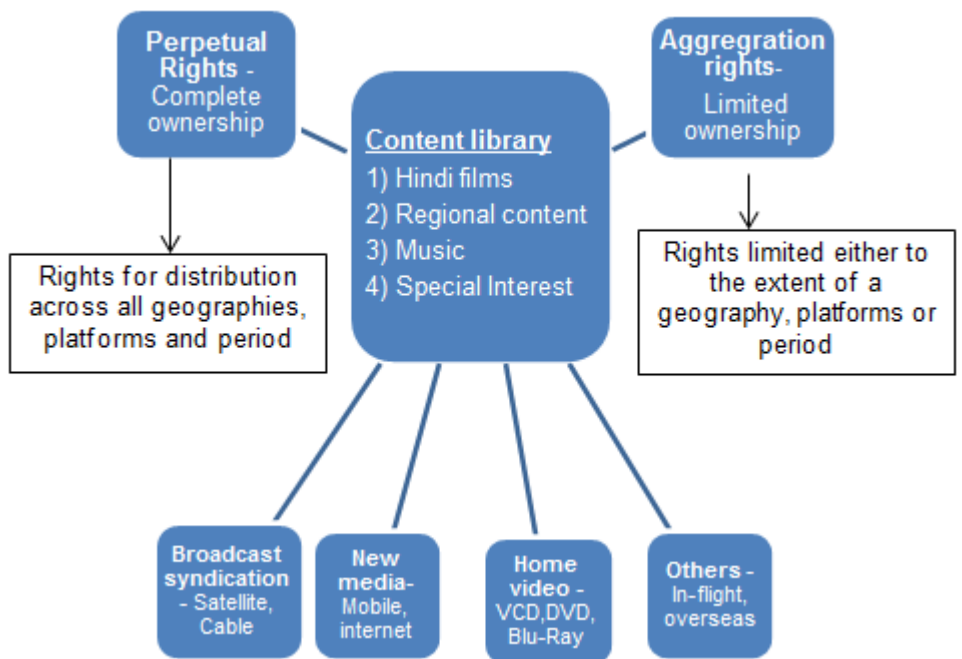 Perpetual
Rights -
Complete
ownership
Aggregration
rights-
Limited
ownership
Content library
1) Hindi films
2) Regional content
3) Music
4) Special Interest
Rights for distribution
across all geographies,
platforms and period
Rights limited either to
the extent of a
geography, platforms or
period
Broadcast
syndication
- Satellite,
Cable
New
media-
Mobile,
internet
Home
video -
VCD,DVD,
Blu-Ray
Others -
In-flight,
overseas